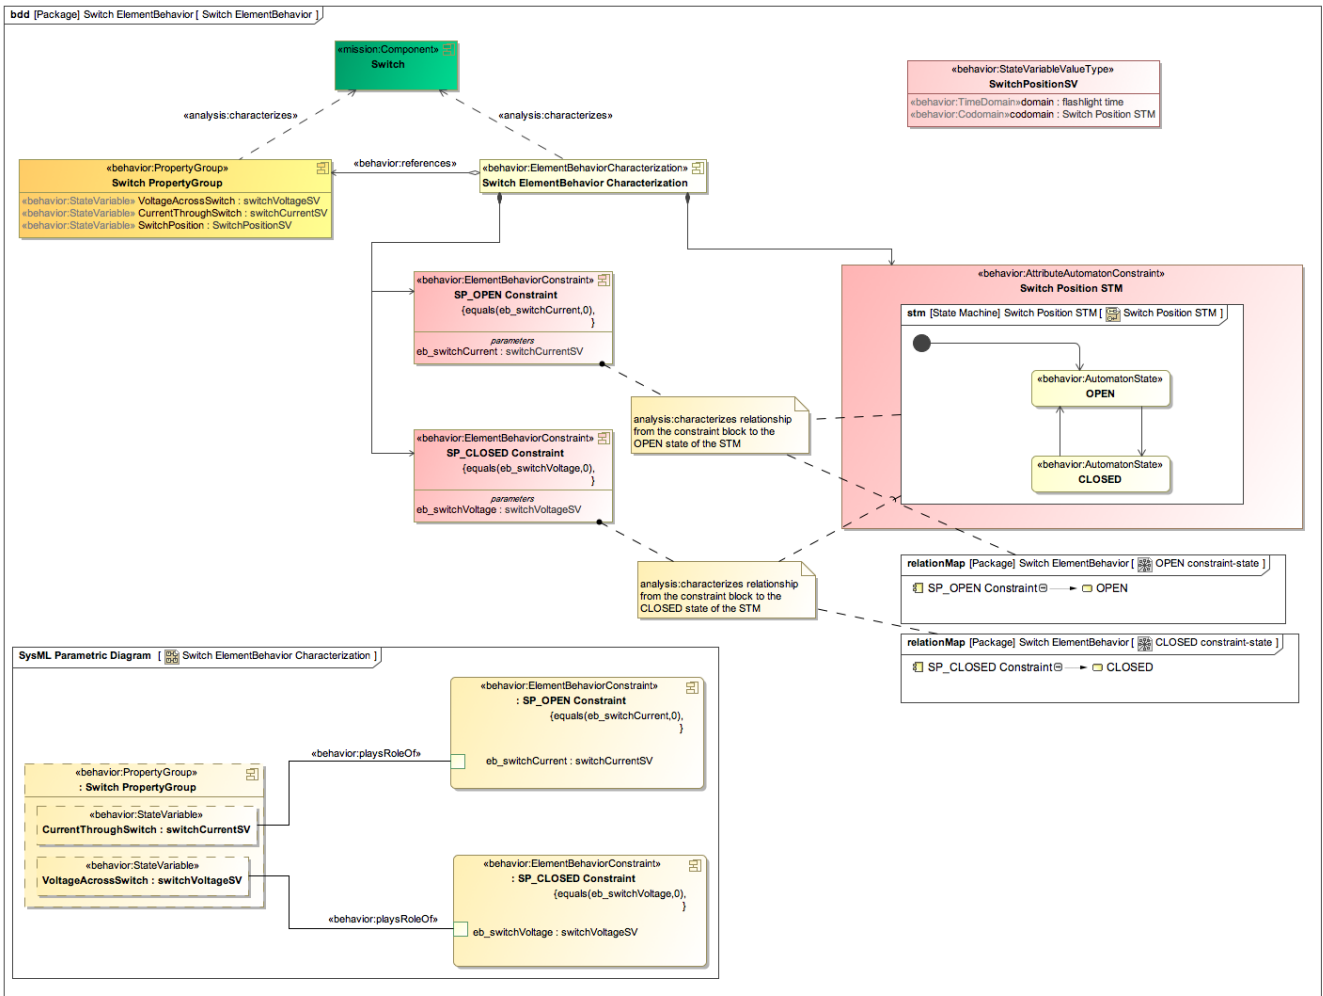 bdd [Package] Switch ElementBehavior [ Switch ElementBehavior ]
«mission:Component»
Switch
«behavior:StateVariableValueType»
SwitchPositionSV
«behavior:TimeDomain»domain : flashlight time
«behavior:Codomain»codomain : Switch Position STM
«analysis:characterizes»
«analysis:characterizes»
«behavior:PropertyGroup»
Switch PropertyGroup
«behavior:StateVariable» VoltageAcrossSwitch : switchVoltageSV
«behavior:StateVariable» CurrentThroughSwitch : switchCurrentSV
«behavior:StateVariable» SwitchPosition : SwitchPositionSV
«behavior:references»
«behavior:ElementBehaviorCharacterization»
Switch ElementBehavior Characterization
«behavior:ElementBehaviorConstraint»
SP_OPEN Constraint
{equals(eb_switchCurrent,0),
}
parameters
eb_switchCurrent : switchCurrentSV
«behavior:AttributeAutomatonConstraint»
Switch Position STM
stm [State Machine] Switch Position STM [ Switch Position STM ]
«behavior:AutomatonState»
OPEN
«behavior:AutomatonState»
CLOSED
analysis:characterizes relationship
from the constraint block to the
OPEN state of the STM
«behavior:ElementBehaviorConstraint»
SP_CLOSED Constraint
{equals(eb_switchVoltage,0),
}
parameters
eb_switchVoltage : switchVoltageSV
analysis:characterizes relationship
from the constraint block to the
CLOSED state of the STM
relationMap [Package] Switch ElementBehavior [ OPEN constraint-state ]
SP_OPEN Constraint OPEN
relationMap [Package] Switch ElementBehavior [ CLOSED constraint-state ]
SP_CLOSED Constraint CLOSED
SysML Parametric Diagram [ Switch ElementBehavior Characterization ]
«behavior:ElementBehaviorConstraint»
: SP_OPEN Constraint
{equals(eb_switchCurrent,0),
}
eb_switchCurrent : switchCurrentSV
«behavior:playsRoleOf»
«behavior:PropertyGroup»
: Switch PropertyGroup
«behavior:StateVariable»
CurrentThroughSwitch : switchCurrentSV
«behavior:StateVariable»
VoltageAcrossSwitch : switchVoltageSV
«behavior:playsRoleOf»
«behavior:ElementBehaviorConstraint»
: SP_CLOSED Constraint
{equals(eb_switchVoltage,0),
}
eb_switchVoltage : switchVoltageSV